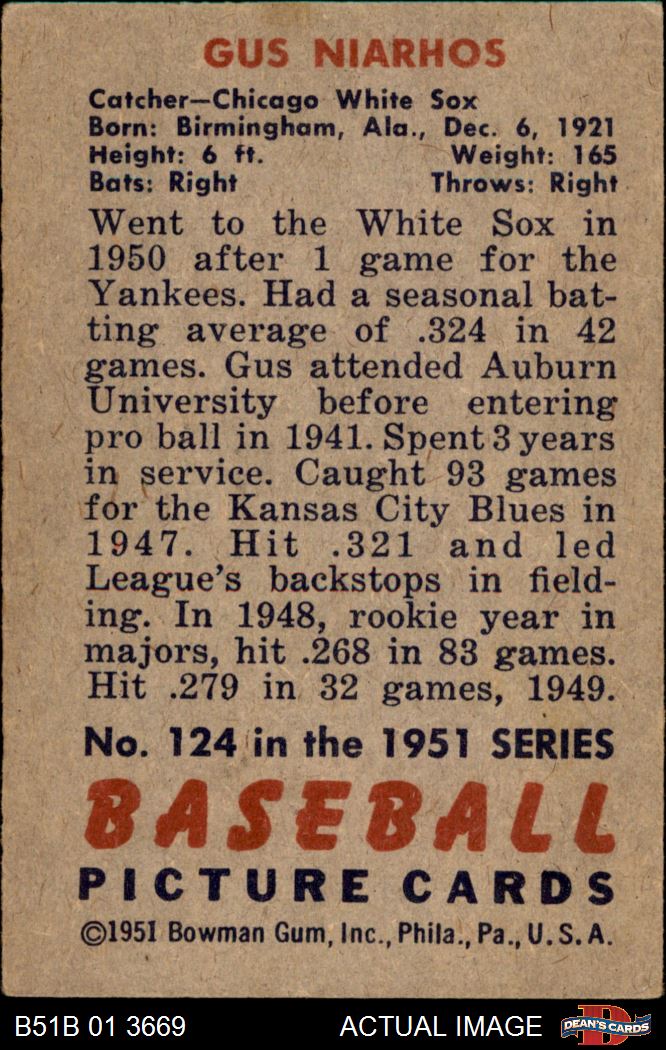 GUS NIARHOS
Catcher—Chicago White Sox
Born: Birmingham, Ala., Dec. 6, 1921
Height: 6 ft. Weight: 165
Bats: Right Throws: Right
Went to the White Sox in
1950 after 1 game for the
Yankees. Had a seasonal bat-
ting average of .324 in 42
games. Gus attended Auburn
University before entering
pro ball in 1941. Spent 3 years
in service. Caught 93 games
for the Kansas City Blues in
1947. Hit .321 and led
League's backstops in field-
ing. In 1948, rookie year in
majors, hit .268 in 83 games.
Hit .279 in 32 games, 1949.
No. 124 in the 1951 SERIES
BASEBALL
PICTURE CARDS
©1951 Bowman Gum, Inc., Phila., Pa., U.S.A.
B51B 01 3669 ACTUAL IMAGE D DEAN'S CARDS